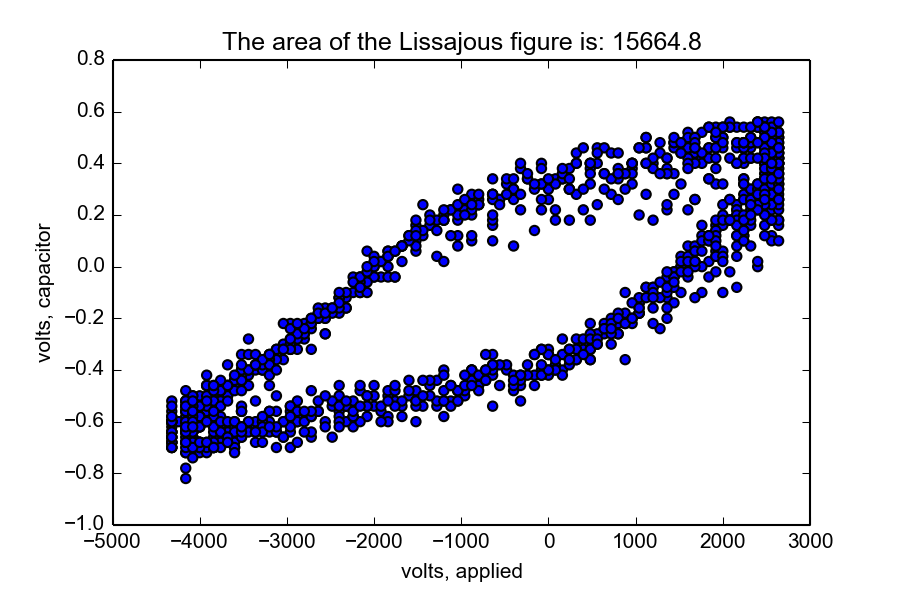 The area of the Lissajous figure is: 15664.8
0.8
0.6
0.4
0.2
0.0
−0.2
−0.4
−0.6
−0.8
−1.0
volts, capacitor
−5000 −4000 −3000 −2000 −1000 0 1000 2000 3000
volts, applied